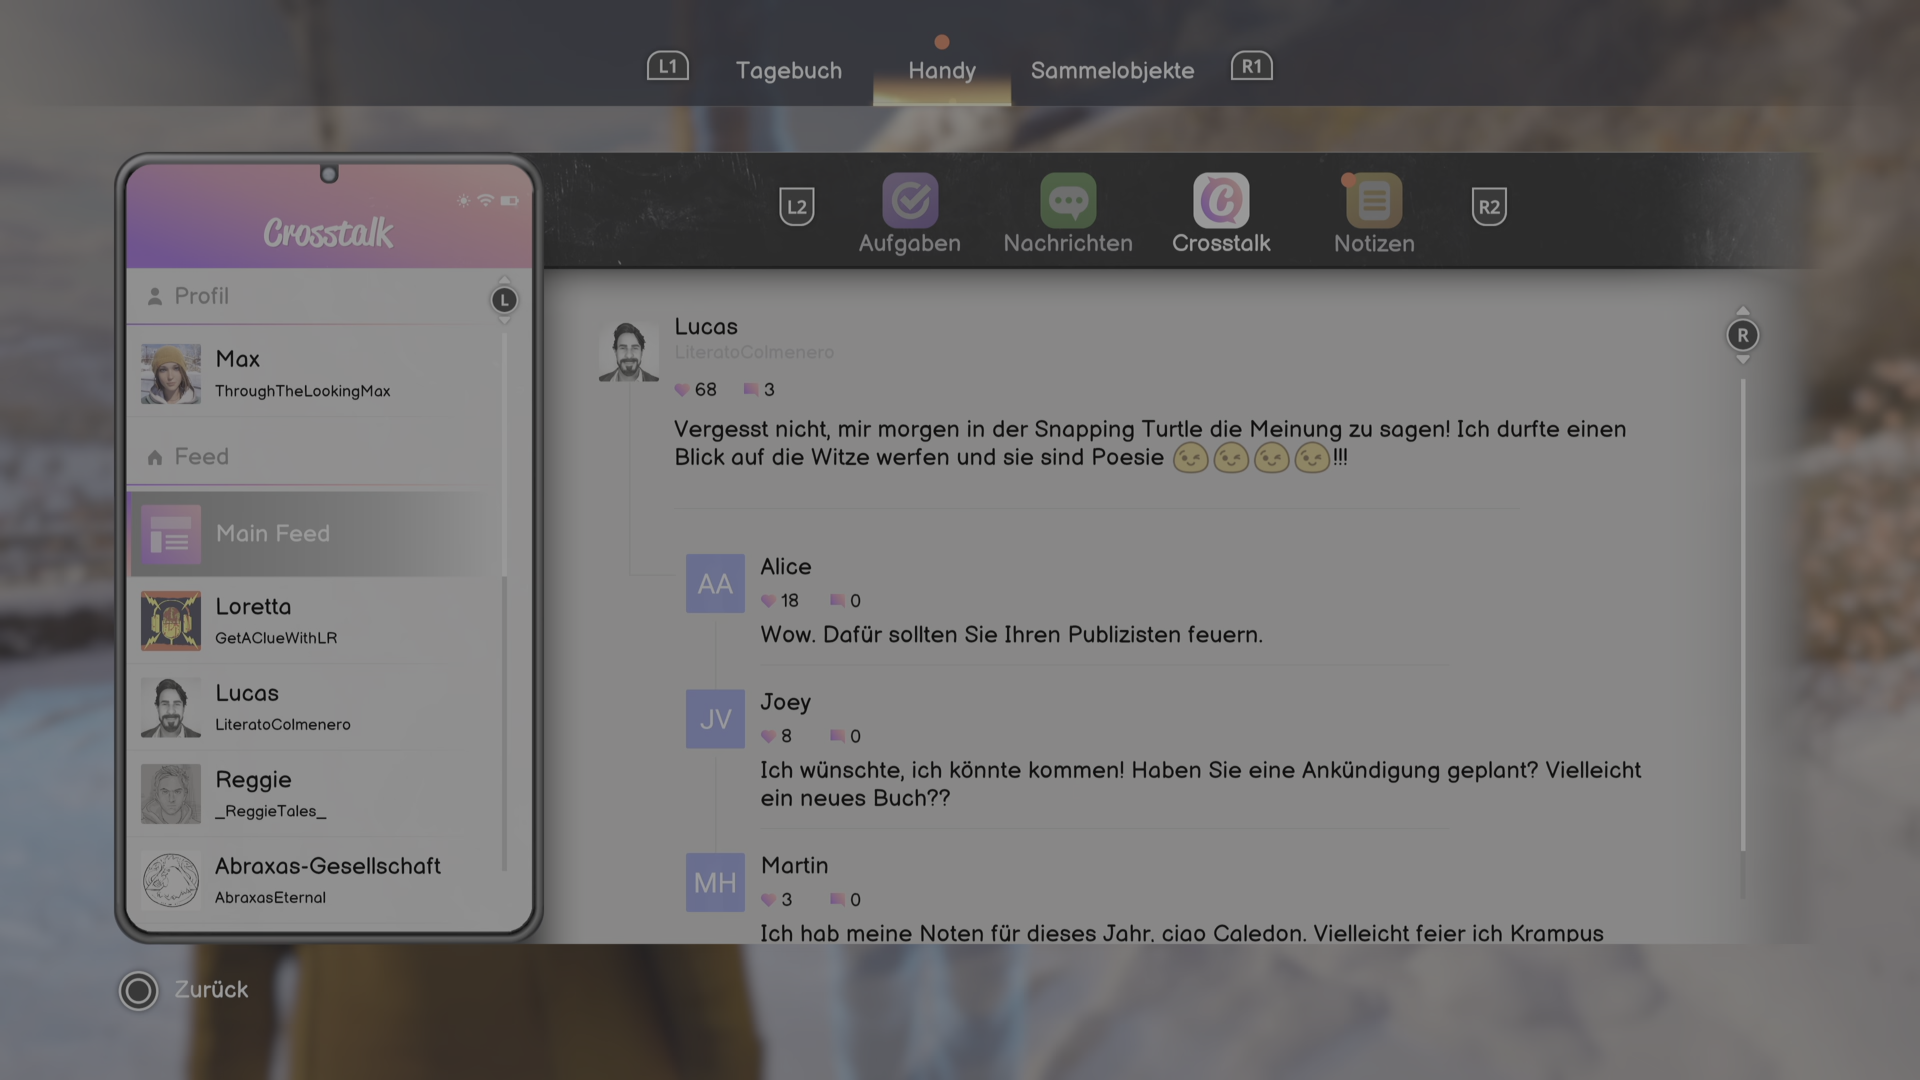 L1
Tagebuch
Handy
Sammelobjekte
R1
Crosstalk
L2
Aufgaben
Nachrichten
Crosstalk
Notizen
R2
Profil
L
Max
ThroughTheLookingMax
Feed
Main Feed
Loretta
GetAClueWithLR
Lucas
LiteratoColmenero
Reggie
_ReggieTales_
Abraxas-Gesellschaft
AbraxasEternal
Lucas
LiteratoColmenero
68 3
R
Vergesst nicht, mir morgen in der Snapping Turtle die Meinung zu sagen! Ich durfte einen
Blick auf die Witze werfen und sie sind Poesie 😉😉😉😉!!!
AA
Alice
18 0
Wow. Dafür sollten Sie Ihren Publizisten feuern.
JV
Joey
8 0
Ich wünschte, ich könnte kommen! Haben Sie eine Ankündigung geplant? Vielleicht
ein neues Buch??
MH
Martin
3 0
Ich hab meine Noten für dieses Jahr, ciao Caledon. Vielleicht feier ich Krampus
Zurück